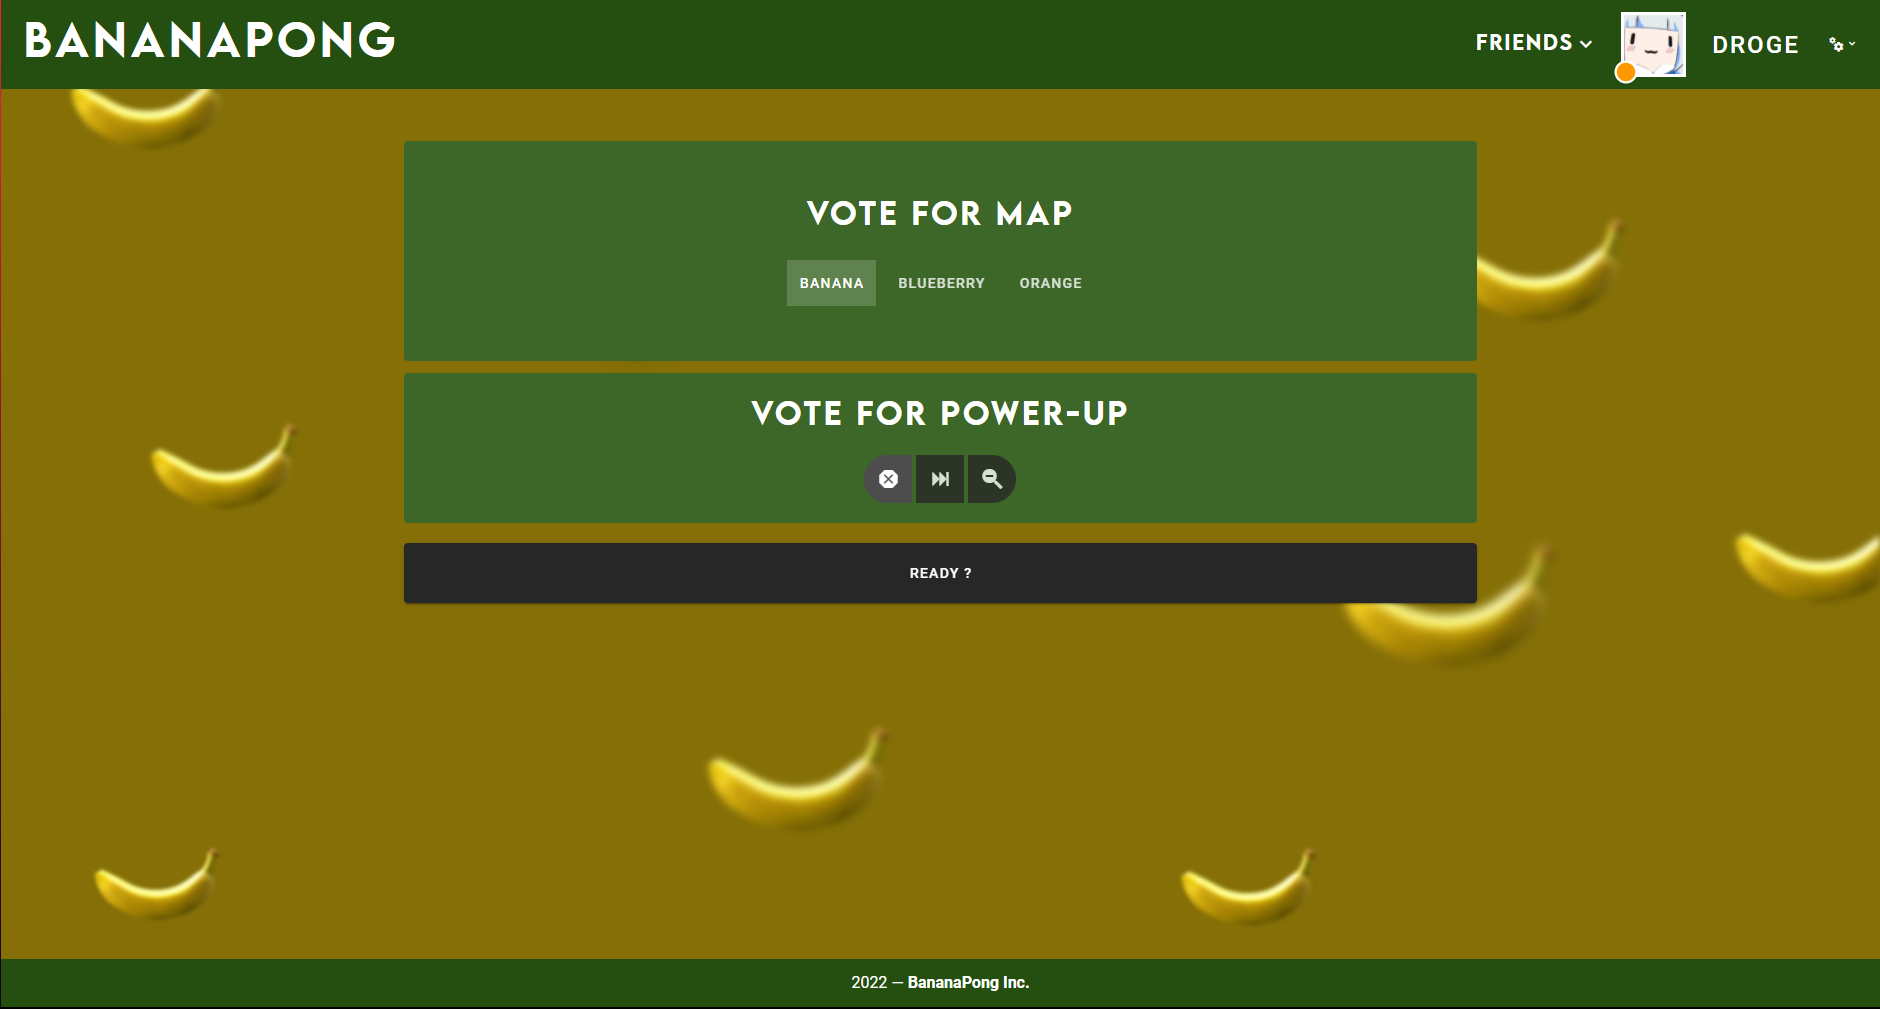 BANANAPONG
FRIENDS
DROGE
VOTE FOR MAP
BANANA
BLUEBERRY
ORANGE
VOTE FOR POWER-UP
READY ?
2022 — BananaPong Inc.